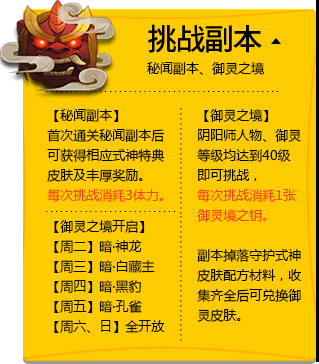 挑战副本
秘闻副本、御灵之境
【秘闻副本】
首次通关秘闻副本后
可获得相应式神特典
皮肤及丰厚奖励。
每次挑战消耗3体力。
【御灵之境开启】
【周二】暗·神龙
【周三】暗·白藏主
【周四】暗·黑豹
【周五】暗·孔雀
【周六、日】全开放
【御灵之境】
阴阳师人物、御灵
等级均达到40级
即可挑战，
每次挑战消耗1张
御灵境之钥。
副本掉落守护式神
皮肤配方材料，收
集齐全后可兑换御
灵皮肤。